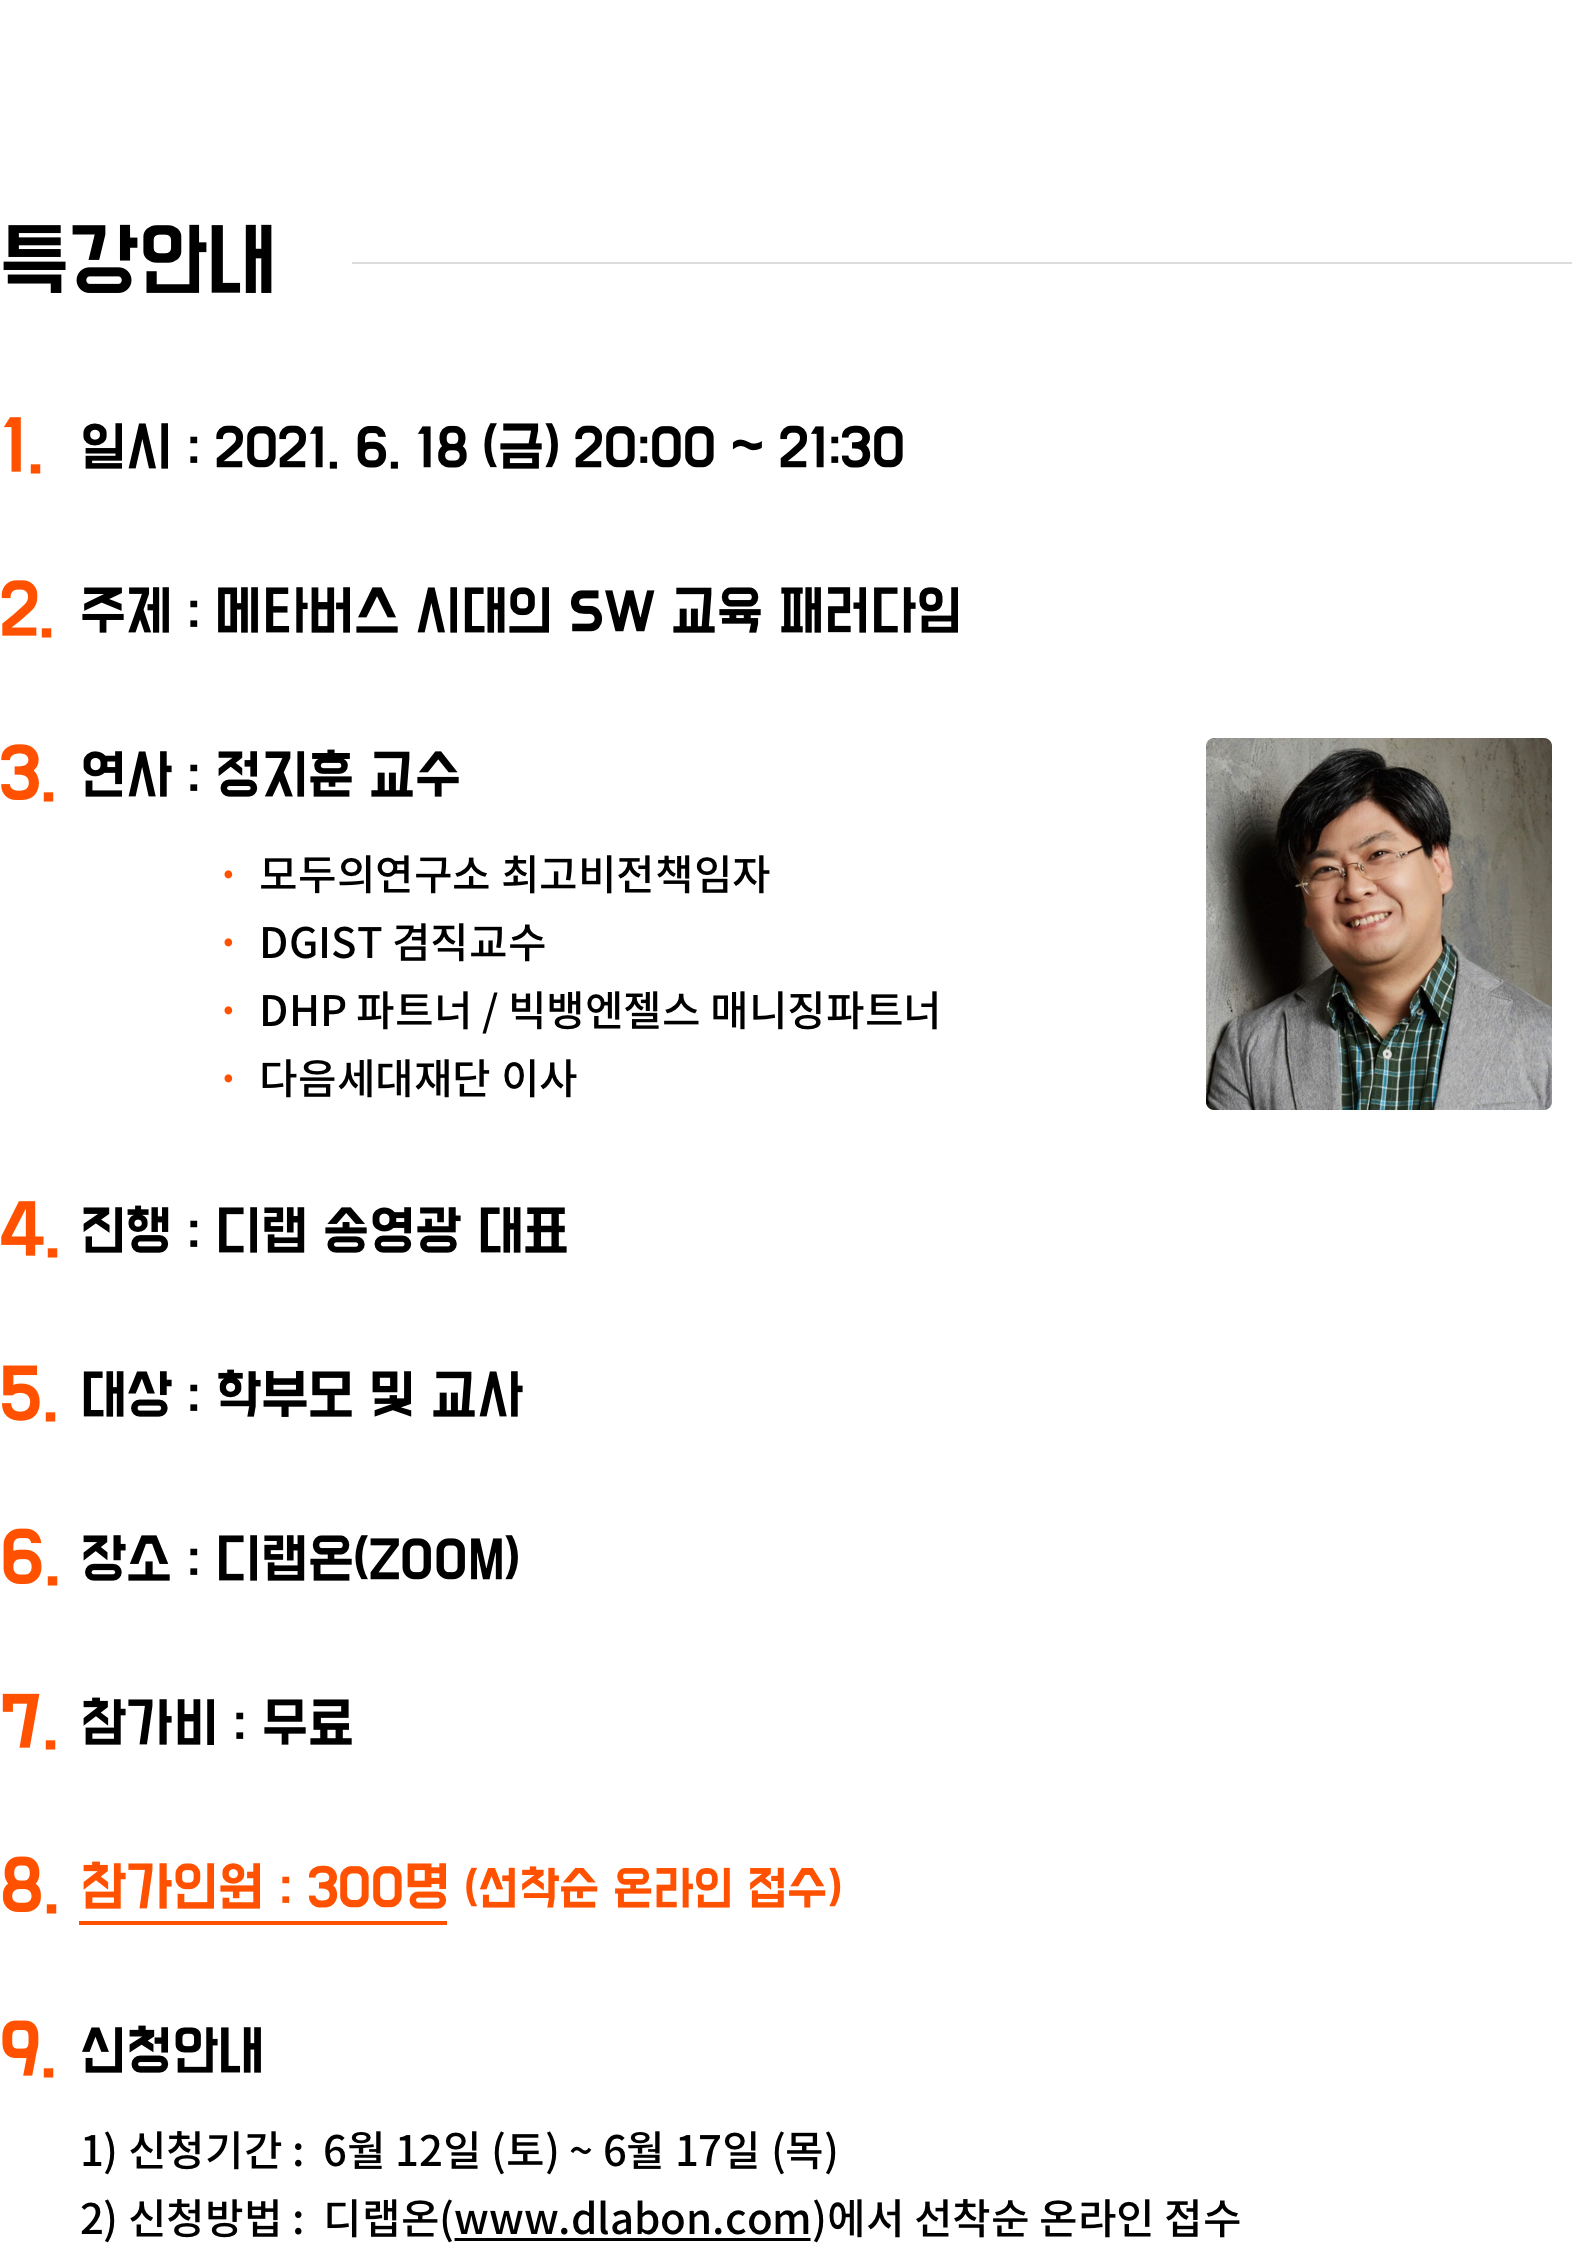 특강안내
1. 일시 : 2021. 6. 18 (금) 20:00 ~ 21:30
2. 주제 : 메타버스 시대의 SW 교육 패러다임
3. 연사 : 정지훈 교수
· 모두의연구소 최고비전책임자
· DGIST 겸직교수
· DHP 파트너 / 빅뱅엔젤스 매니징파트너
· 다음세대재단 이사
4. 진행 : 디랩 송영광 대표
5. 대상 : 학부모 및 교사
6. 장소 : 디랩온(ZOOM)
7. 참가비 : 무료
8. 참가인원 : 300명 (선착순 온라인 접수)
9. 신청안내
1) 신청기간 : 6월 12일 (토) ~ 6월 17일 (목)
2) 신청방법 : 디랩온(www.dlabon.com)에서 선착순 온라인 접수